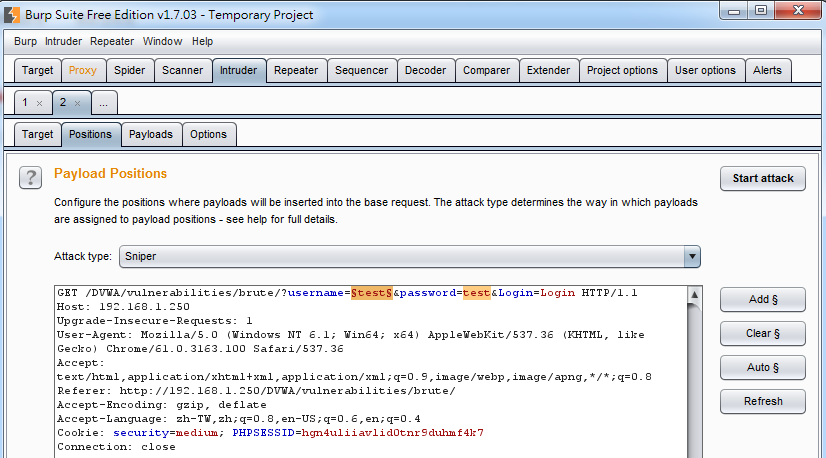 Burp Suite Free Edition v1.7.03 - Temporary Project
Burp Intruder Repeater Window Help
Target Proxy Spider Scanner Intruder Repeater Sequencer Decoder Comparer Extender Project options User options Alerts
1 × 2 × ...
Target Positions Payloads Options
? Payload Positions Start attack
Configure the positions where payloads will be inserted into the base request. The attack type determines the way in which payloads
are assigned to payload positions - see help for full details.
Attack type: Sniper
GET /DVWA/vulnerabilities/brute/?username=§test§&password=test&Login=Login HTTP/1.1
Host: 192.168.1.250
Upgrade-Insecure-Requests: 1
User-Agent: Mozilla/5.0 (Windows NT 6.1; Win64; x64) AppleWebKit/537.36 (KHTML, like
Gecko) Chrome/61.0.3163.100 Safari/537.36
Accept:
text/html,application/xhtml+xml,application/xml;q=0.9,image/webp,image/apng,*/*;q=0.8
Referer: http://192.168.1.250/DVWA/vulnerabilities/brute/
Accept-Encoding: gzip, deflate
Accept-Language: zh-TW,zh;q=0.8,en-US;q=0.6,en;q=0.4
Cookie: security=medium; PHPSESSID=hgn4uliiavlid0tnr9duhmf4k7
Connection: close
Add §
Clear §
Auto §
Refresh